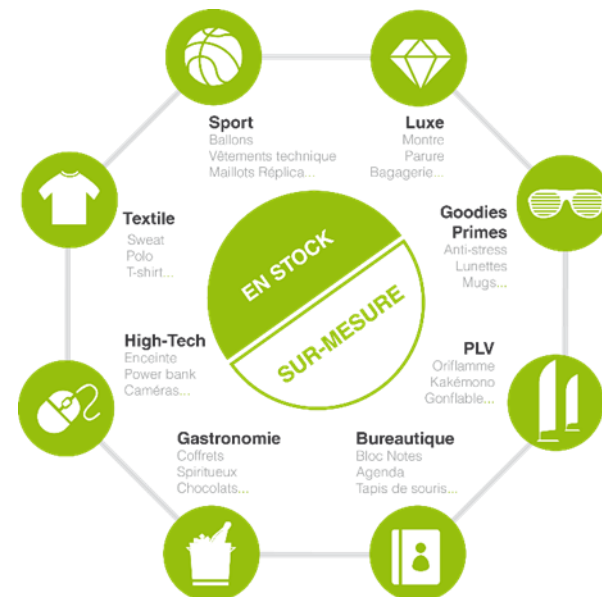 Sport
Ballons
Vêtements technique
Maillots Réplica...
Luxe
Montre
Parure
Bagagerie...
Textile
Sweat
Polo
T-shirt...
Goodies
Primes
Anti-stress
Lunettes
Mugs...
EN STOCK
SUR-MESURE
High-Tech
Enceinte
Power bank
Caméras...
PLV
Oriflamme
Kakémono
Gonflable...
Gastronomie
Coffrets
Spiritueux
Chocolats...
Bureautique
Bloc Notes
Agenda
Tapis de souris...